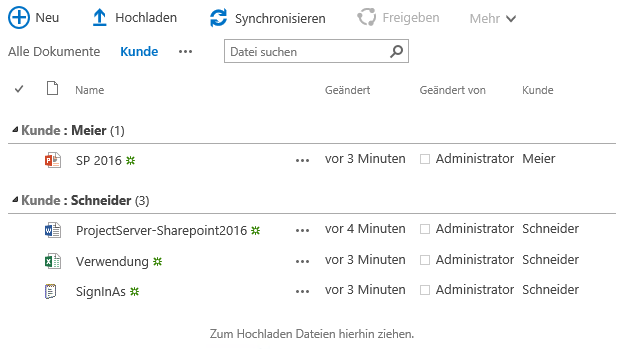 Neu Hochladen Synchronisieren Freigeben Mehr
Alle Dokumente Kunde ··· Datei suchen
Name Geändert Geändert von Kunde
Kunde : Meier (1)
SP 2016 ··· vor 3 Minuten Administrator Meier
Kunde : Schneider (3)
ProjectServer-Sharepoint2016 ··· vor 4 Minuten Administrator Schneider
Verwendung ··· vor 3 Minuten Administrator Schneider
SignInAs ··· vor 3 Minuten Administrator Schneider
Zum Hochladen Dateien hierhin ziehen.